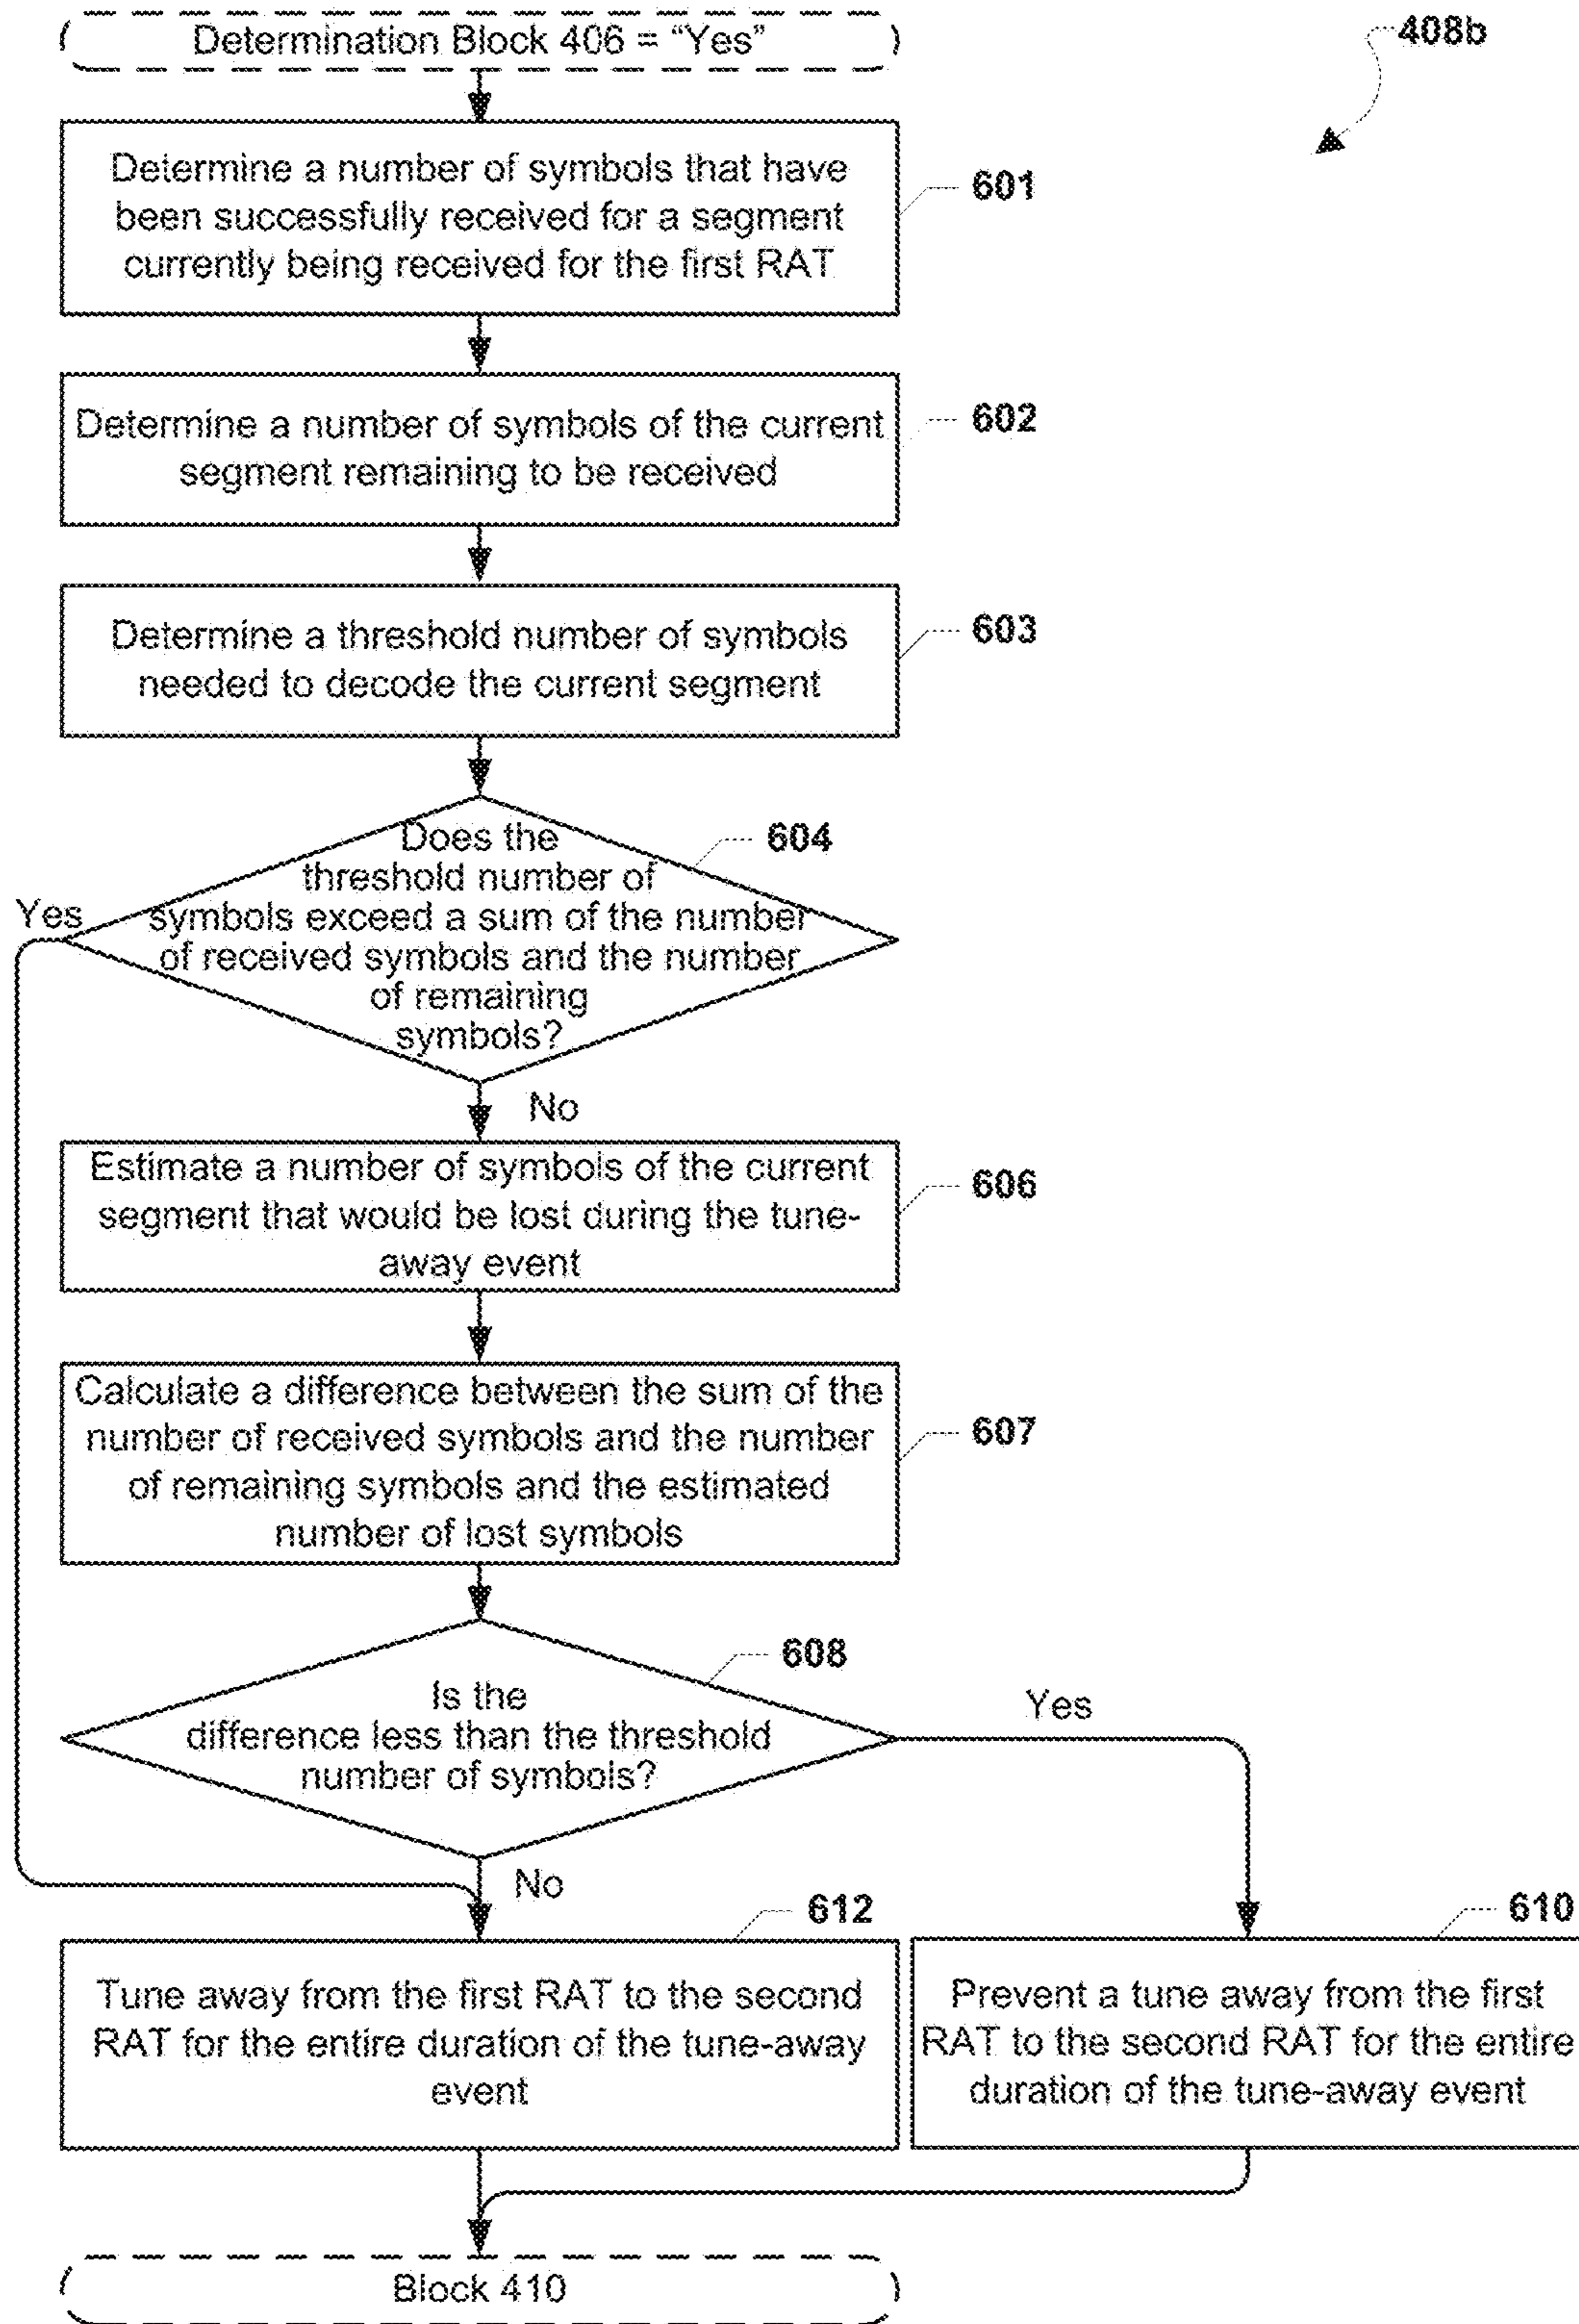 Determination Block 406 = “Yes”
408b
Determine a number of symbols that have
been successfully received for a segment
currently being received for the first RAT
601
Determine a number of symbols of the current
segment remaining to be received
602
Determine a threshold number of symbols
needed to decode the current segment
603
Does the
threshold number of
symbols exceed a sum of the number
of received symbols and the number
of remaining
symbols?
604
Yes
No
Estimate a number of symbols of the current
segment that would be lost during the tune-
away event
606
Calculate a difference between the sum of the
number of received symbols and the number
of remaining symbols and the estimated
number of lost symbols
607
Is the
difference less than the threshold
number of symbols?
608
Yes
No
612
Tune away from the first RAT to the second
RAT for the entire duration of the tune-away
event
610
Prevent a tune away from the first
RAT to the second RAT for the entire
duration of the tune-away event
Block 410